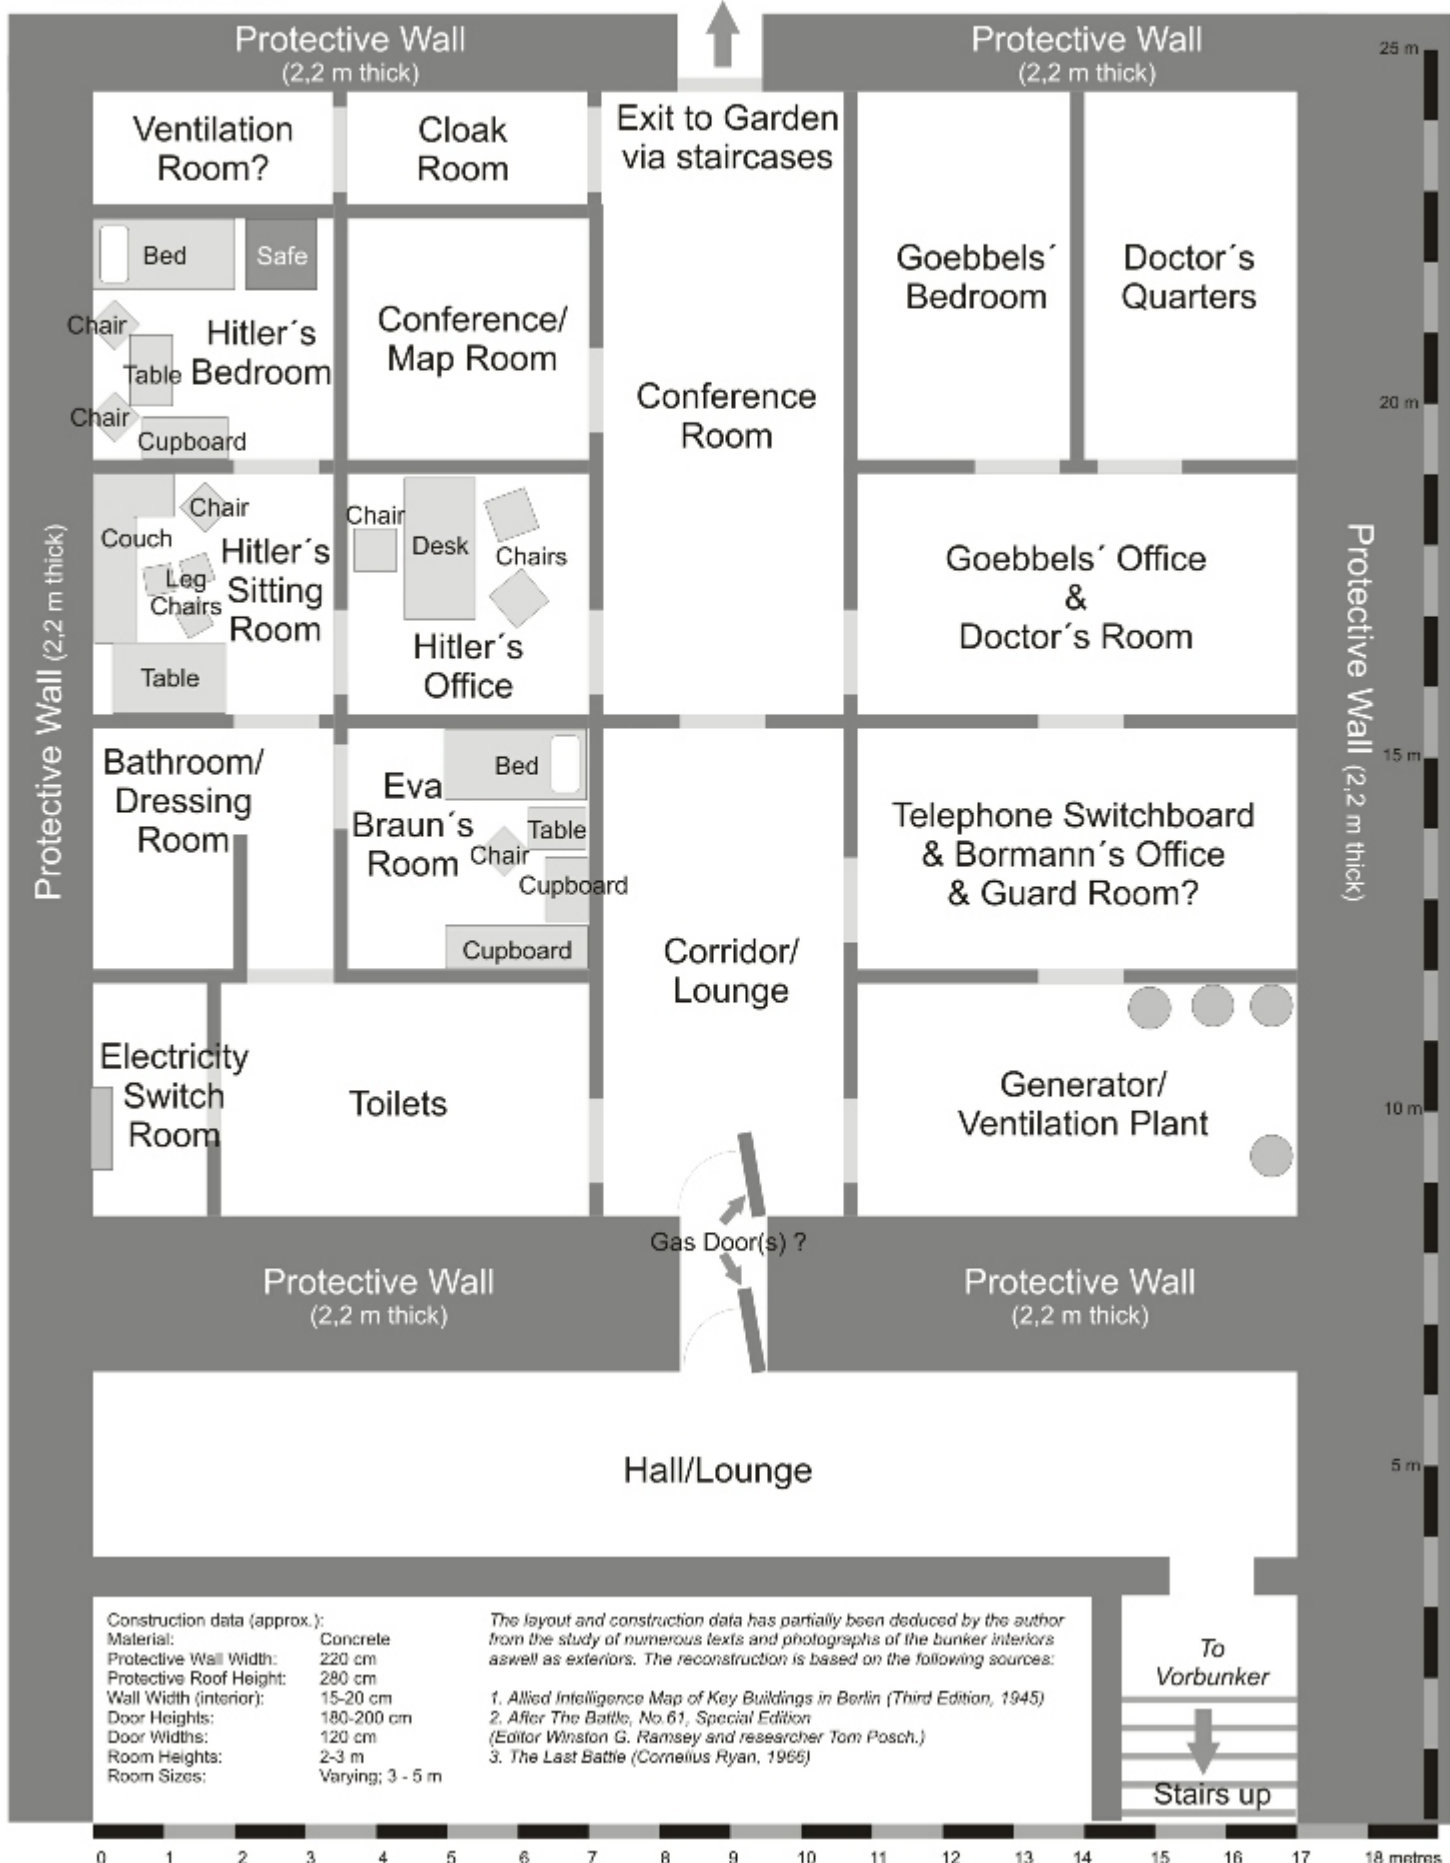 Protective Wall
(2,2 m thick)
Protective Wall
(2,2 m thick)
25 m
Ventilation
Room?
Cloak
Room
Exit to Garden
via staircases
Bed
Safe
Chair
Hitler´s
Bedroom
Table
Chair
Cupboard
Conference/
Map Room
Conference
Room
Goebbels´
Bedroom
Doctor´s
Quarters
20 m
Protective Wall (2,2 m thick)
Couch
Chair
Leg
Chairs
Hitler´s
Sitting
Room
Table
Chair
Desk
Chairs
Hitler´s
Office
Goebbels´ Office
&
Doctor´s Room
Protective Wall (2,2 m thick)
15 m
Bathroom/
Dressing
Room
Eva
Braun´s
Room
Bed
Table
Chair
Cupboard
Cupboard
Corridor/
Lounge
Telephone Switchboard
& Bormann´s Office
& Guard Room?
Electricity
Switch
Room
Toilets
Generator/
Ventilation Plant
10 m
Gas Door(s) ?
Protective Wall
(2,2 m thick)
Protective Wall
(2,2 m thick)
Hall/Lounge
5 m
Construction data (approx.):
Material: Concrete
Protective Wall Width: 220 cm
Protective Roof Height: 280 cm
Wall Width (interior): 15-20 cm
Door Heights: 180-200 cm
Door Widths: 120 cm
Room Heights: 2-3 m
Room Sizes: Varying; 3 - 5 m
The layout and construction data has partially been deduced by the author
from the study of numerous texts and photographs of the bunker interiors
aswell as exteriors. The reconstruction is based on the following sources:
1. Allied Intelligence Map of Key Buildings in Berlin (Third Edition, 1945)
2. After The Battle, No.61, Special Edition
(Editor Winston G. Ramsey and researcher Tom Posch.)
3. The Last Battle (Cornelius Ryan, 1966)
To
Vorbunker
Stairs up
0 1 2 3 4 5 6 7 8 9 10 11 12 13 14 15 16 17 18 metres